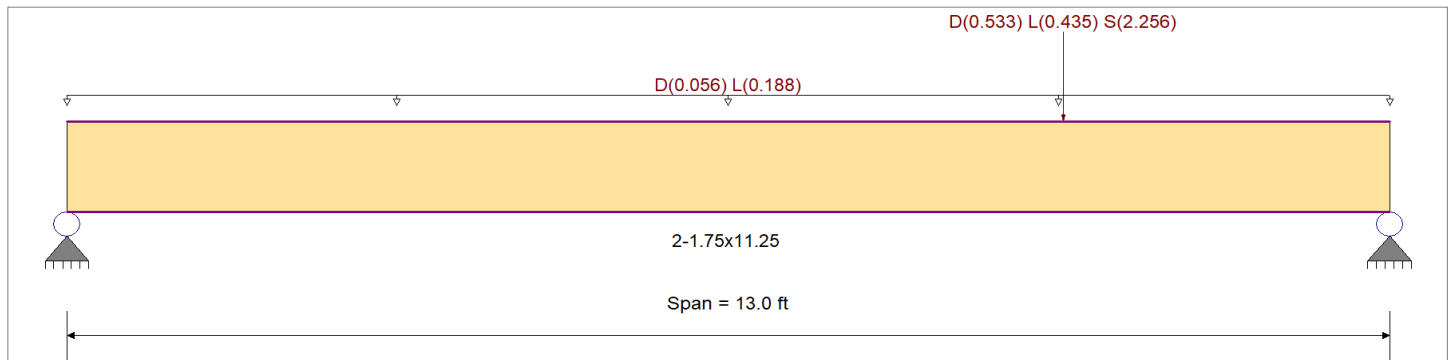 D(0.533) L(0.435) S(2.256)
D(0.056) L(0.188)
2-1.75x11.25
Span = 13.0 ft